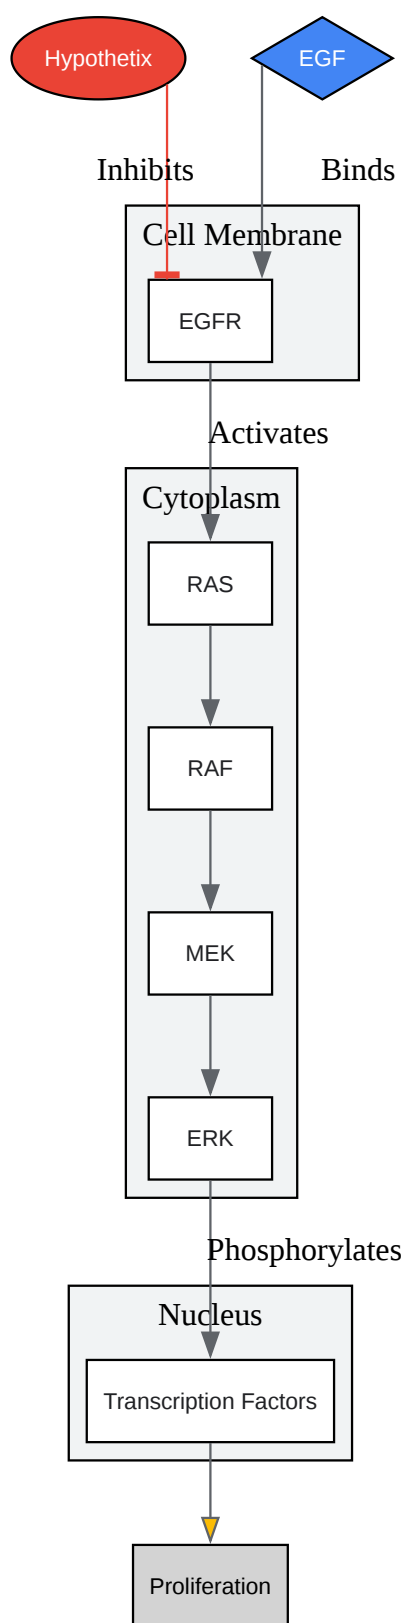 Hypothetix
EGF
Inhibits
Binds
Cell Membrane
EGFR
Activates
Cytoplasm
RAS
RAF
MEK
ERK
Phosphorylates
Nucleus
Transcription Factors
Proliferation